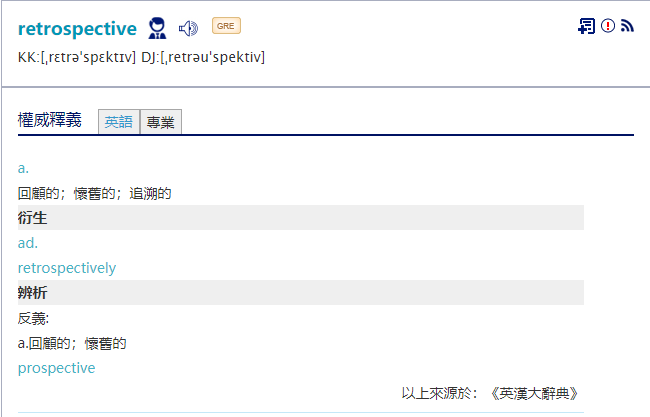 retrospective GRE
KK:[ˌrɛtrəˈspɛktɪv] DJ:[ˌretrəuˈspektiv]
權威釋義 英語 專業
a.
回顧的；懷舊的；追溯的
衍生
ad.
retrospectively
辨析
反義:
a.回顧的；懷舊的
prospective
以上來源於：《英漢大辭典》